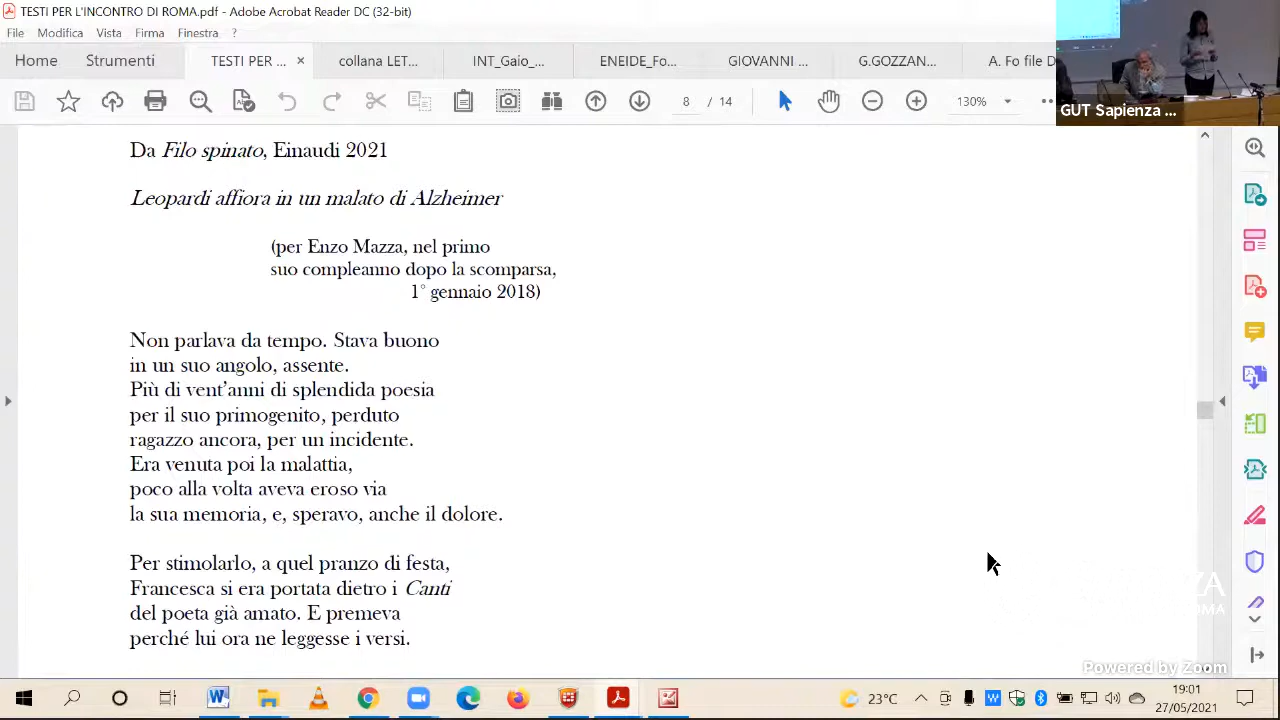 TESTI PER L'INCONTRO DI ROMA.pdf - Adobe Acrobat Reader DC (32-bit)
File Modifica Vista Firma Finestra ?
Home Strumenti TESTI PER ... × collana LET... INT_Gaio_... ENEIDE_Fo... GIOVANNI ... G.GOZZAN... A. Fo file D
8 / 14 130%
GUT Sapienza ...
Da Filo spinato, Einaudi 2021
Leopardi affiora in un malato di Alzheimer
(per Enzo Mazza, nel primo
suo compleanno dopo la scomparsa,
1° gennaio 2018)
Non parlava da tempo. Stava buono
in un suo angolo, assente.
Più di vent'anni di splendida poesia
per il suo primogenito, perduto
ragazzo ancora, per un incidente.
Era venuta poi la malattia,
poco alla volta aveva eroso via
la sua memoria, e, speravo, anche il dolore.
Per stimolarlo, a quel pranzo di festa,
Francesca si era portata dietro i Canti
del poeta già amato. E premeva
perché lui ora ne leggesse i versi.
Powered by Zoom
23°C
19:01
27/05/2021